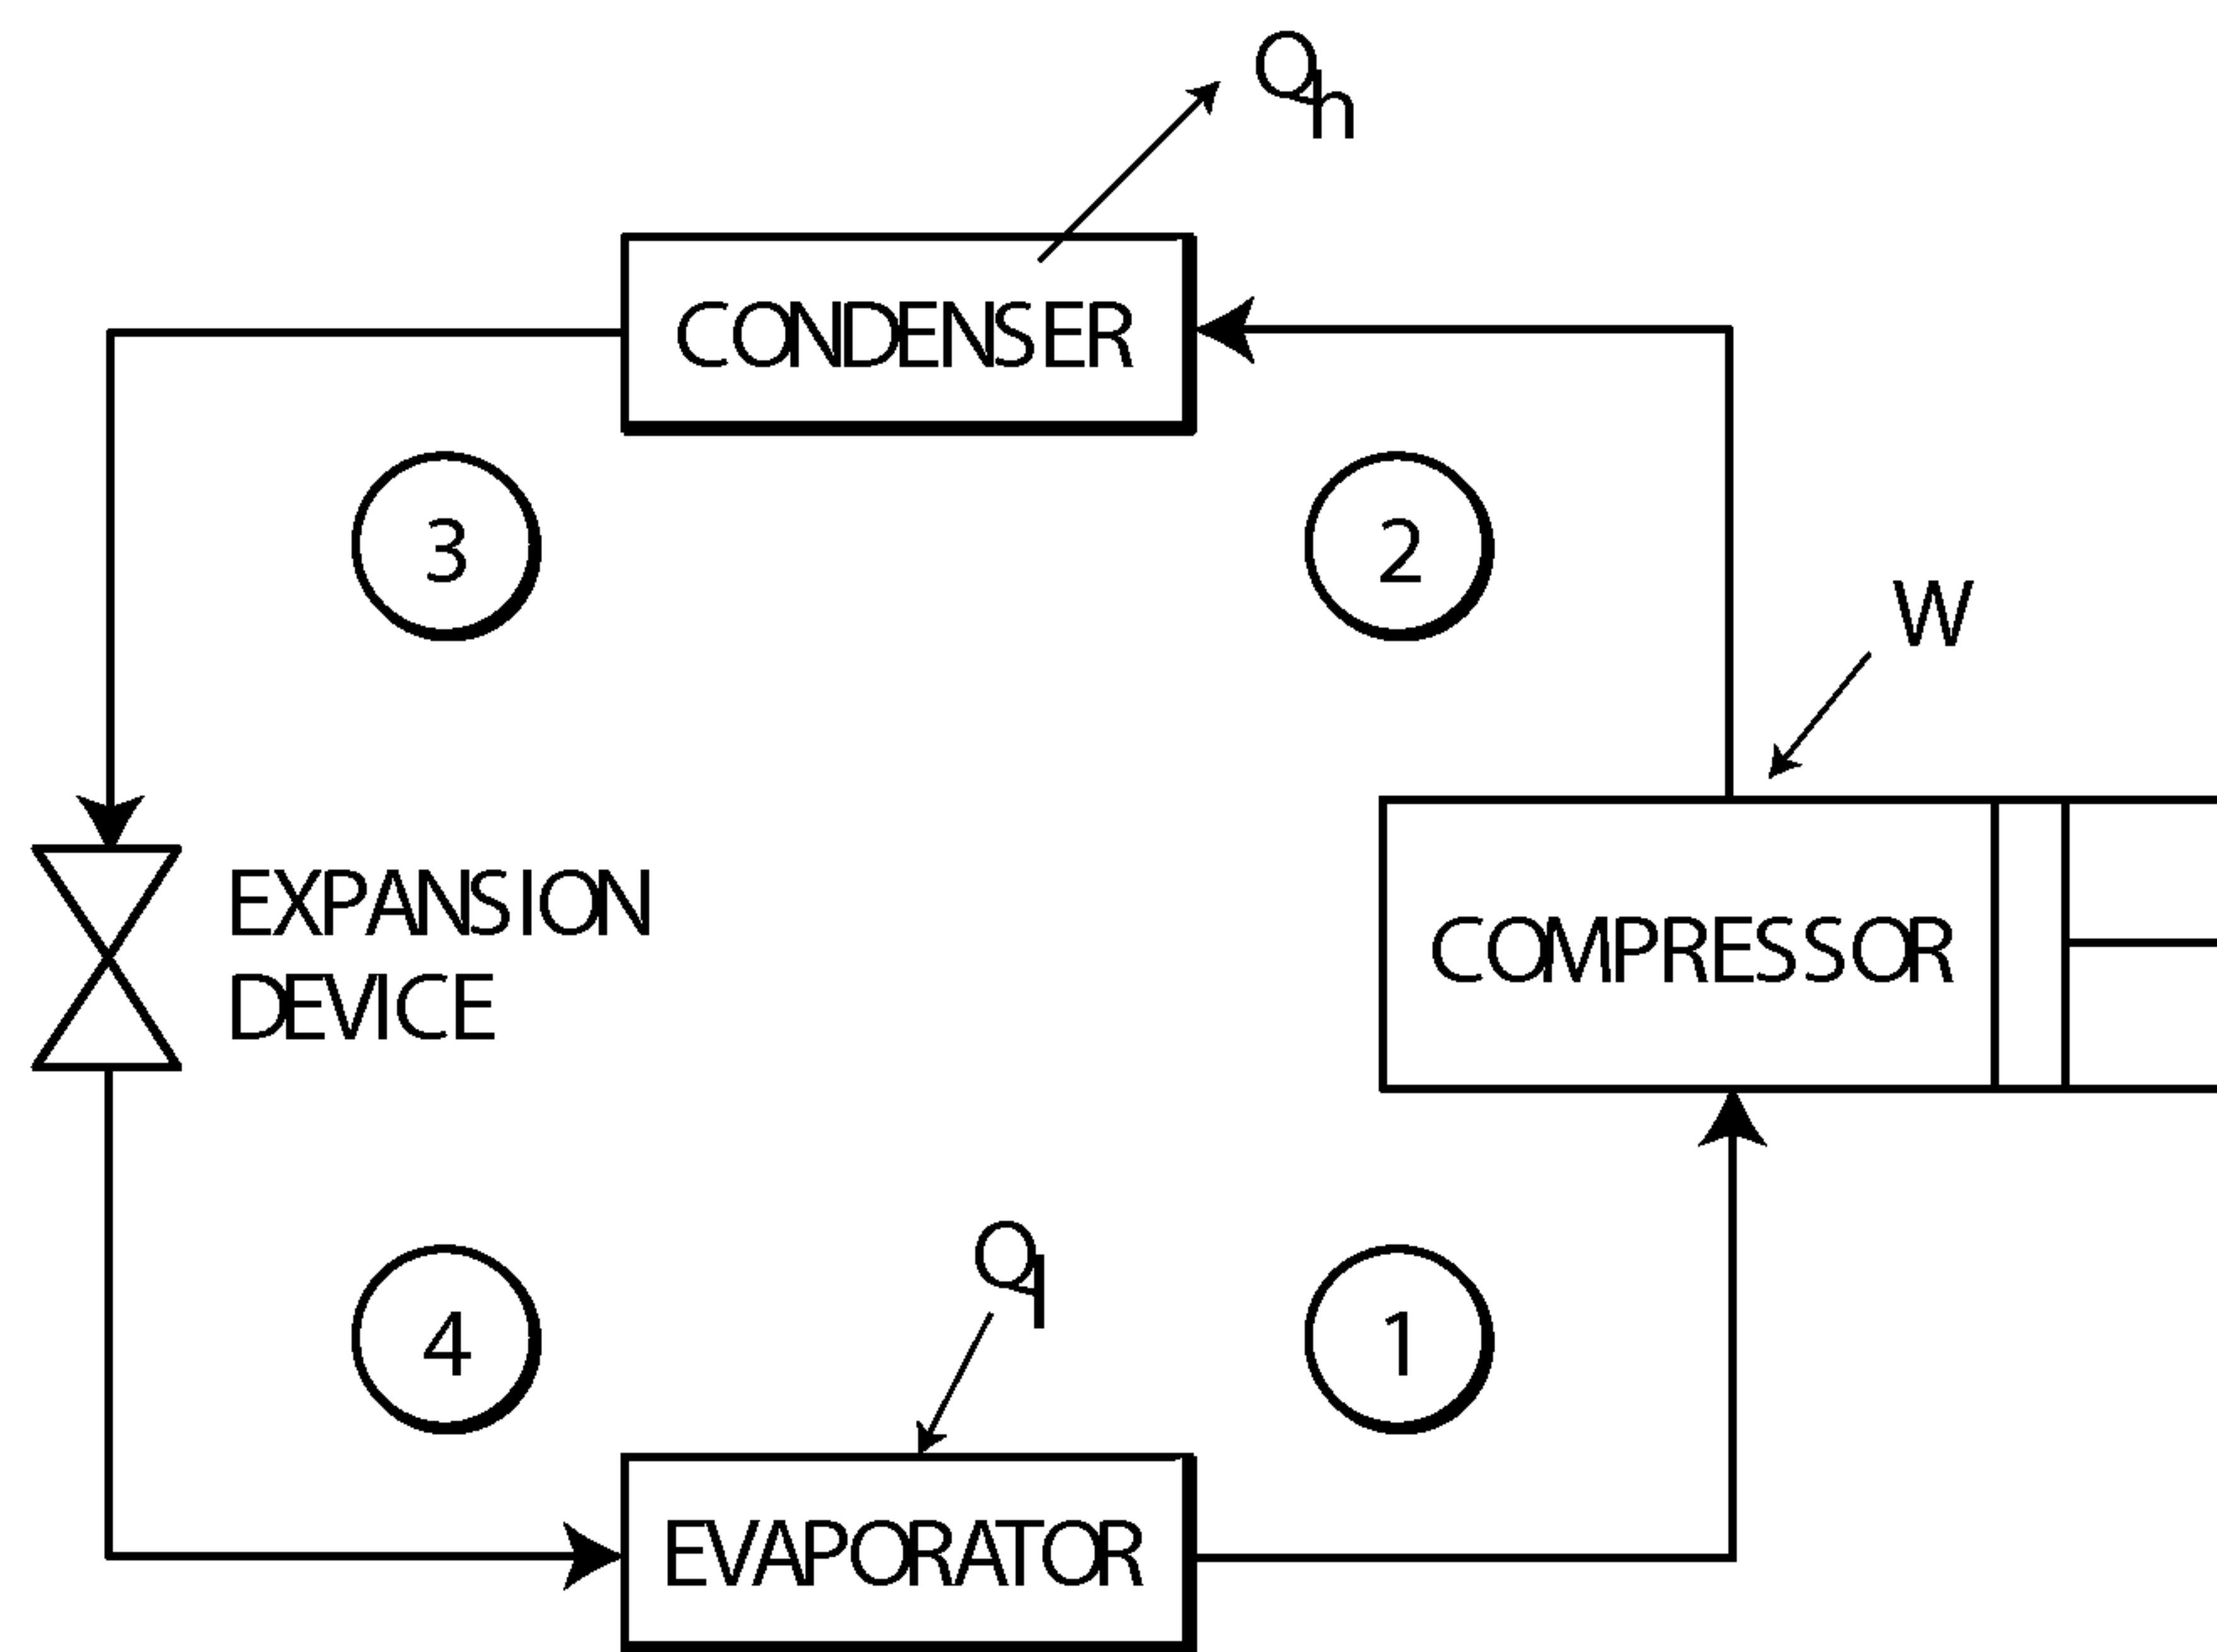 Qh
CONDENSER
3
2
W
EXPANSION
DEVICE
COMPRESSOR
Ql
4
1
EVAPORATOR